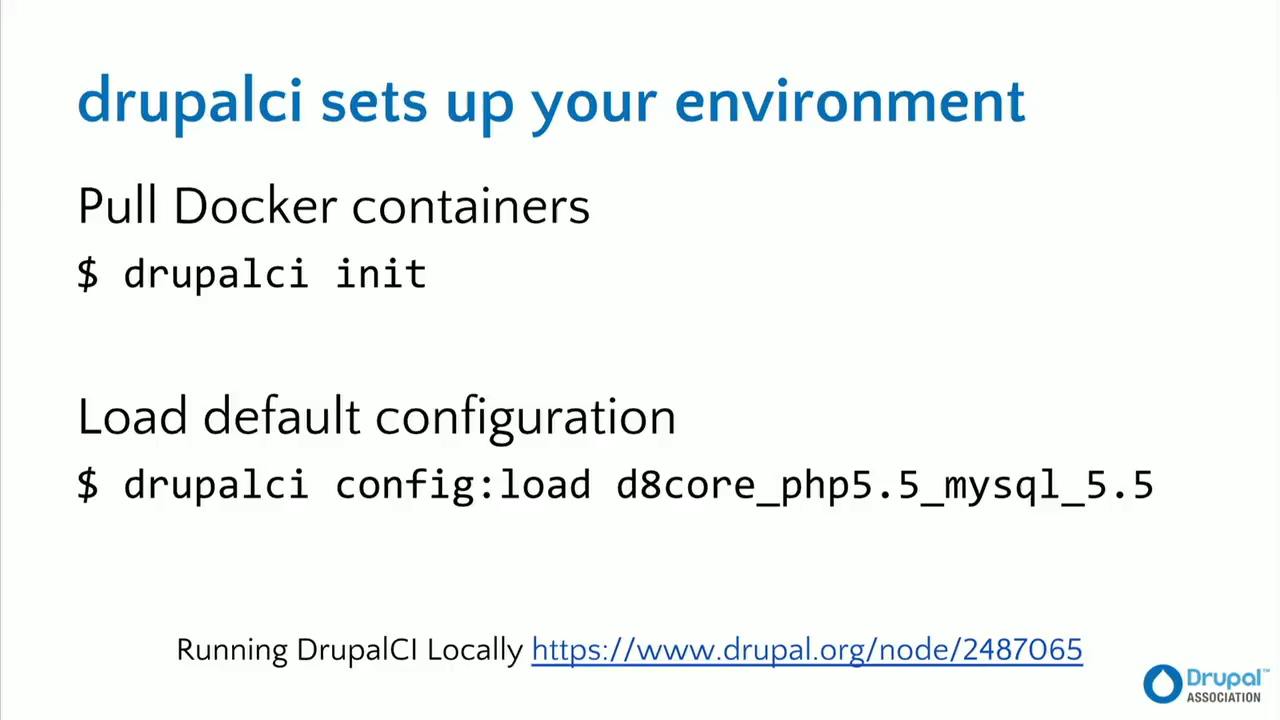 drupalci sets up your environment
Pull Docker containers
$ drupalci init
Load default configuration
$ drupalci config:load d8core_php5.5_mysql_5.5
Running DrupalCI Locally https://www.drupal.org/node/2487065
Drupal™
ASSOCIATION